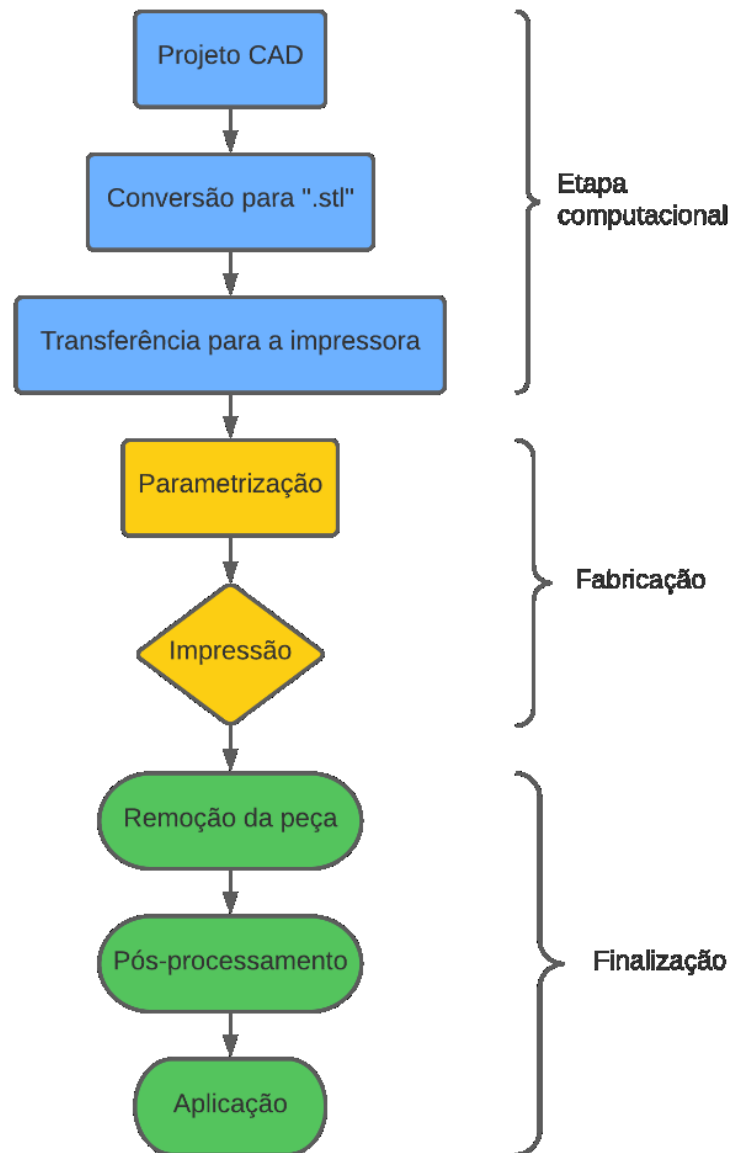 Projeto CAD
Conversão para ".stl"
Etapa
computacional
Transferência para a impressora
Parametrização
Fabricação
Impressão
Remoção da peça
Pós-processamento
Finalização
Aplicação